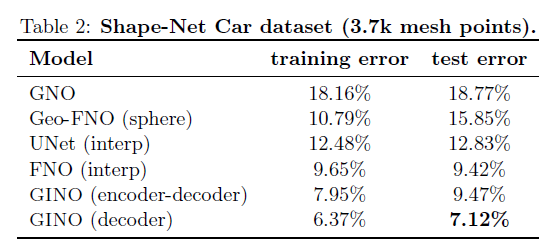 Table 2: Shape-Net Car dataset (3.7k mesh points).
Model training error test error
GNO 18.16% 18.77%
Geo-FNO (sphere) 10.79% 15.85%
UNet (interp) 12.48% 12.83%
FNO (interp) 9.65% 9.42%
GINO (encoder-decoder) 7.95% 9.47%
GINO (decoder) 6.37% 7.12%